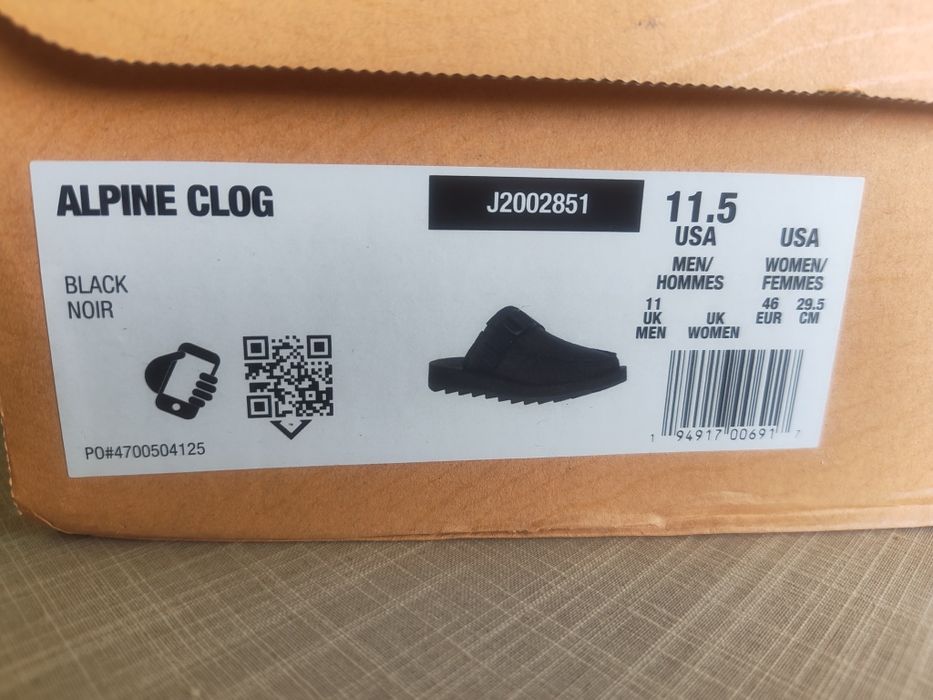 ALPINE CLOG
J2002851
11.5
USA
USA
MEN/
HOMMES
WOMEN/
FEMMES
BLACK
NOIR
11
UK
MEN
UK
WOMEN
46
EUR
29.5
CM
1 94917 00691 7
PO#4700504125